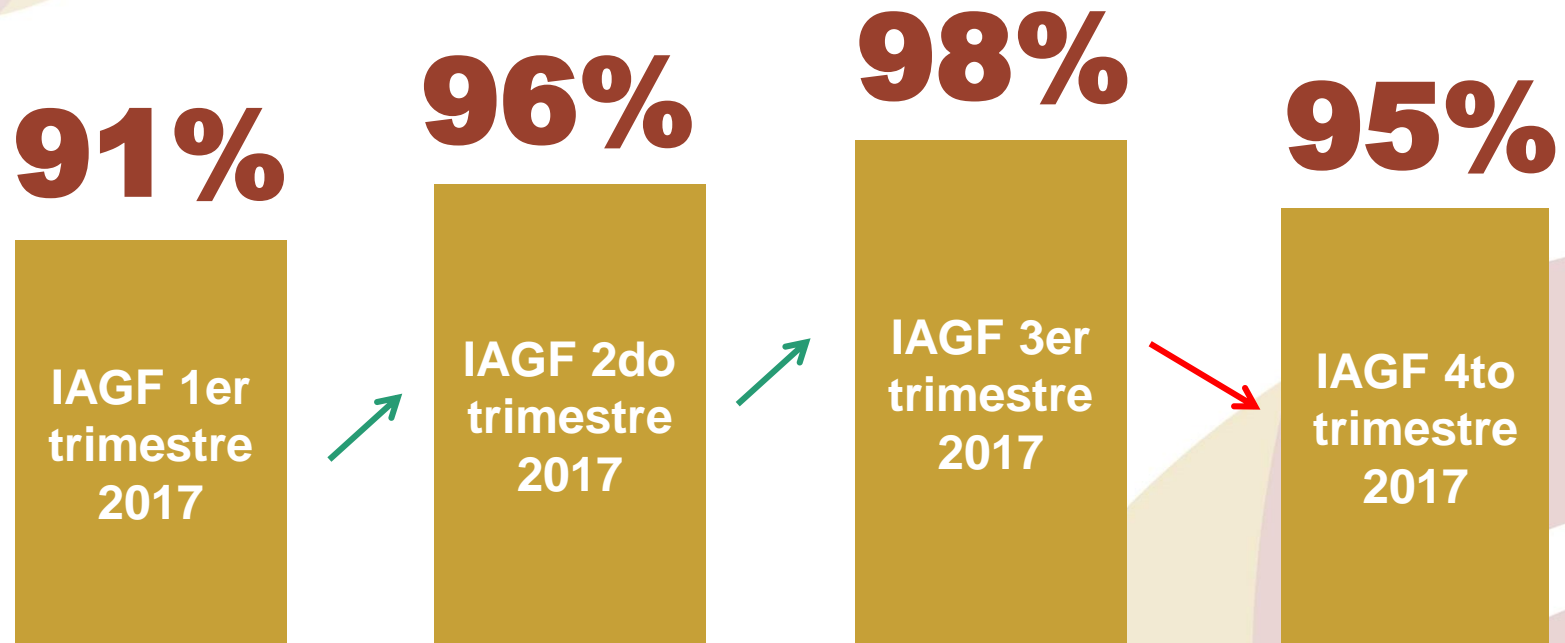 91%
96%
98%
95%
IAGF 1er
trimestre
2017
IAGF 2do
trimestre
2017
IAGF 3er
trimestre
2017
IAGF 4to
trimestre
2017